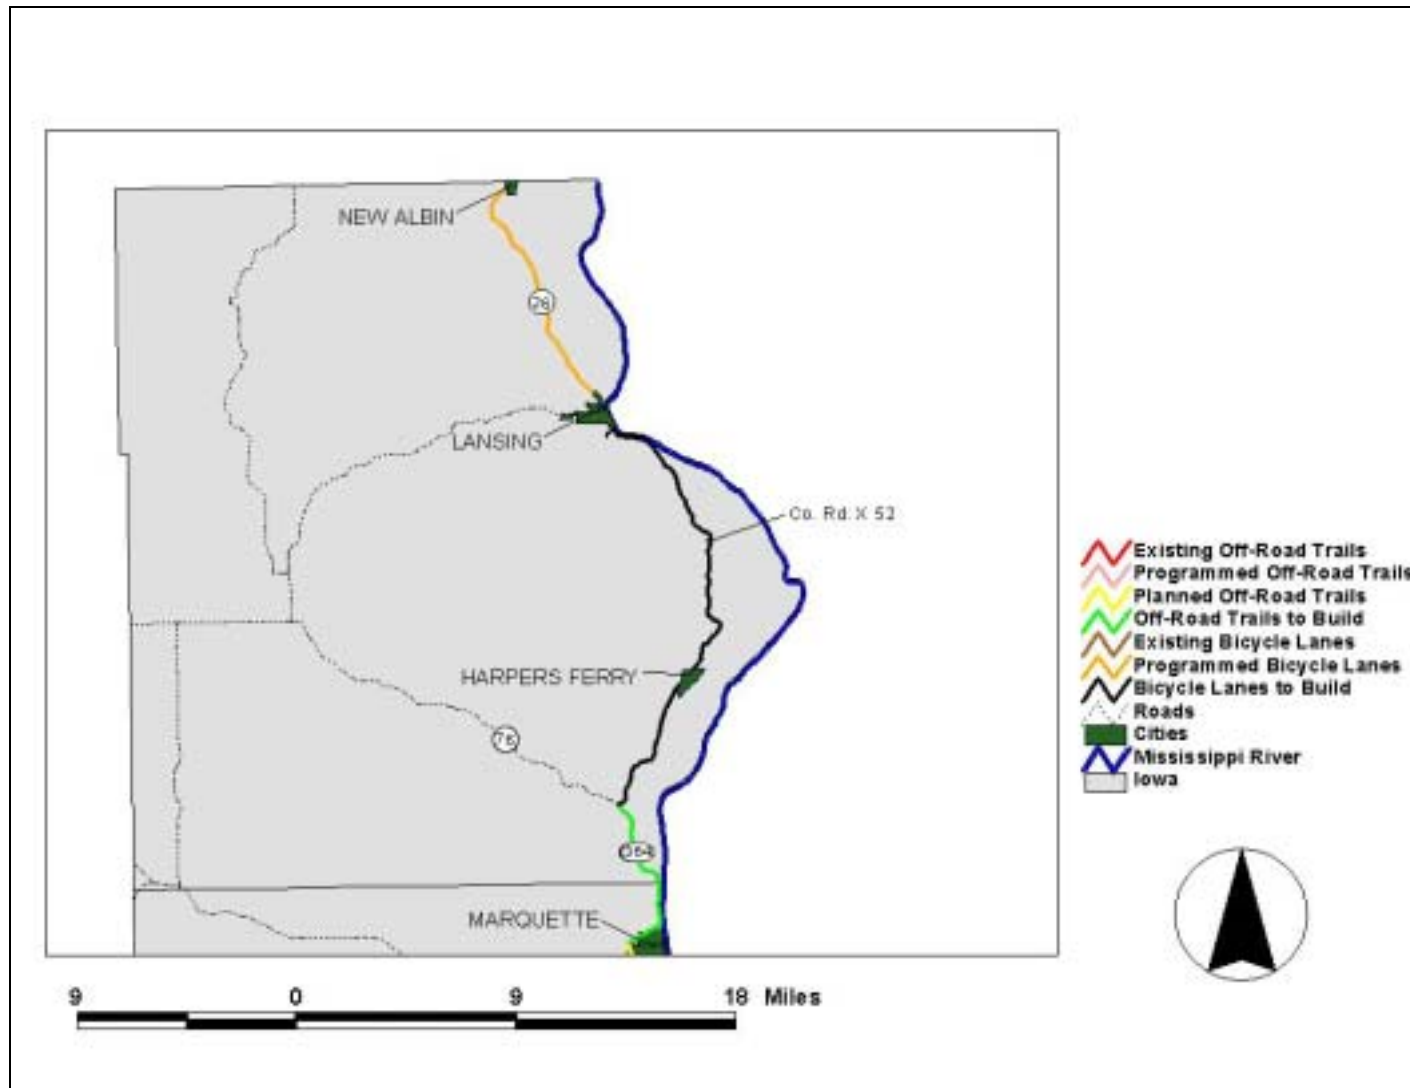 NEW ALBIN
26
LANSING
Co. Rd. X 52
Existing Off-Road Trails
Programmed Off-Road Trails
Planned Off-Road Trails
Off-Road Trails to Build
Existing Bicycle Lanes
Programmed Bicycle Lanes
Bicycle Lanes to Build
Roads
Cities
Mississippi River
Iowa
HARPERS FERRY
76
MARQUETTE
9 0 9 18 Miles